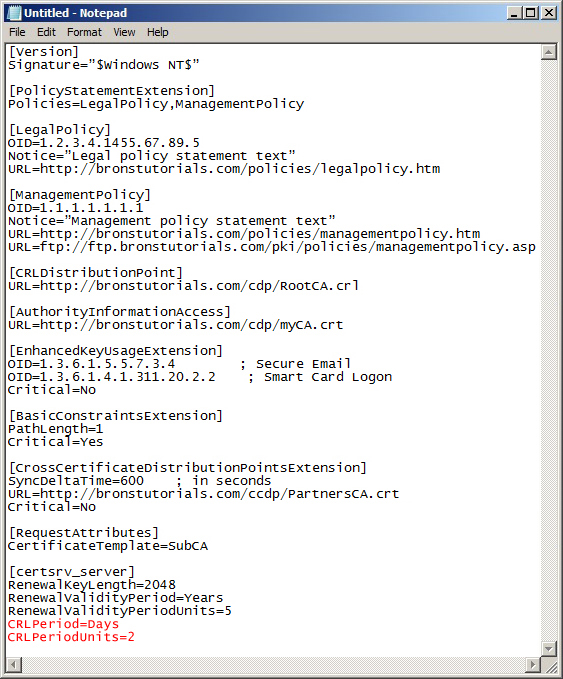 Untitled - Notepad
File Edit Format View Help
[Version]
Signature=”$Windows NT$”
[PolicyStatementExtension]
Policies=LegalPolicy,ManagementPolicy
[LegalPolicy]
OID=1.2.3.4.1455.67.89.5
Notice=”Legal policy statement text”
URL=http://bronstutorials.com/policies/legalpolicy.htm
[ManagementPolicy]
OID=1.1.1.1.1.1.1
Notice=”Management policy statement text”
URL=http://bronstutorials.com/policies/managementpolicy.htm
URL=ftp://ftp.bronstutorials.com/pki/policies/managementpolicy.asp
[CRLDistributionPoint]
URL=http://bronstutorials.com/cdp/RootCA.crl
[AuthorityInformationAccess]
URL=http://bronstutorials.com/cdp/myCA.crt
[EnhancedKeyUsageExtension]
OID=1.3.6.1.5.5.7.3.4 ; Secure Email
OID=1.3.6.1.4.1.311.20.2.2 ; Smart Card Logon
Critical=No
[BasicConstraintsExtension]
PathLength=1
Critical=Yes
[CrossCertificateDistributionPointsExtension]
SyncDeltaTime=600 ; in seconds
URL=http://bronstutorials.com/ccdp/PartnersCA.crt
Critical=No
[RequestAttributes]
CertificateTemplate=SubCA
[certsrv_server]
RenewalKeyLength=2048
RenewalValidityPeriod=Years
RenewalValidityPeriodUnits=5
CRLPeriod=Days
CRLPeriodUnits=2